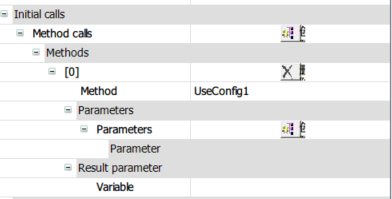 Initial calls
Method calls
Methods
[0]
Method UseConfig1
Parameters
Parameters
Parameter
Result parameter
Variable